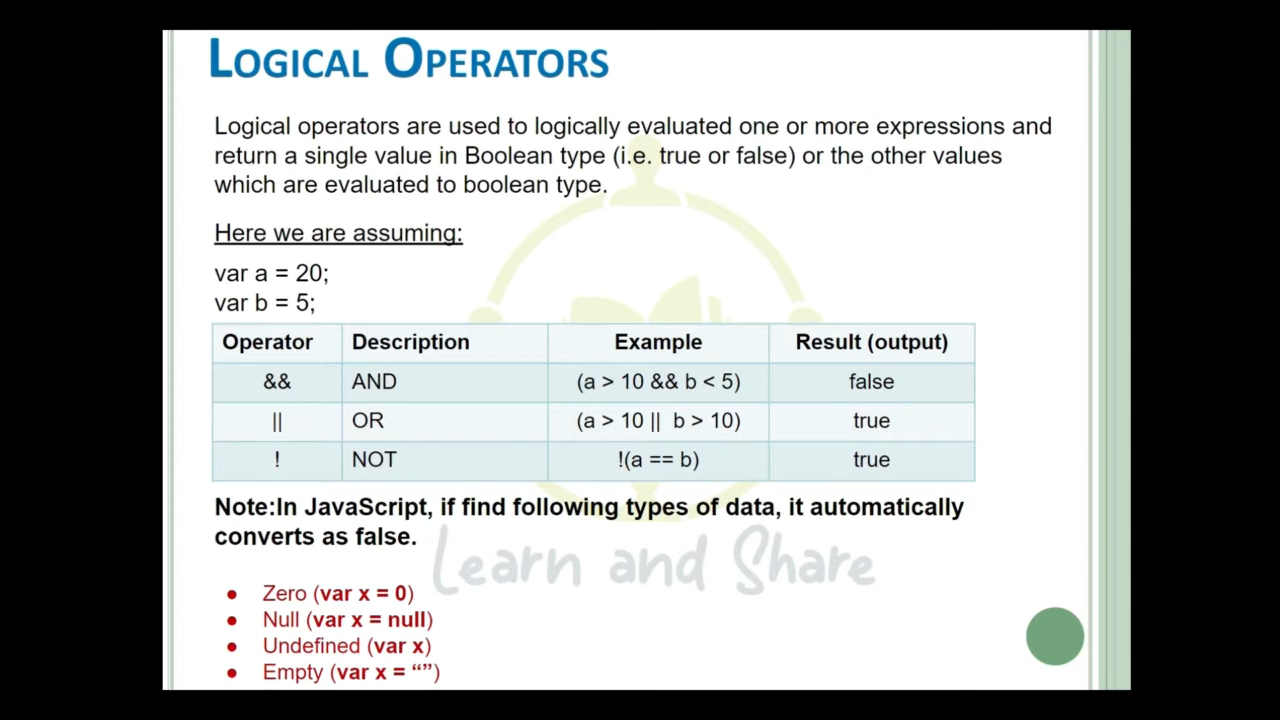 LOGICAL OPERATORS
Logical operators are used to logically evaluated one or more expressions and
return a single value in Boolean type (i.e. true or false) or the other values
which are evaluated to boolean type.
Here we are assuming:
var a = 20;
var b = 5;
Operator Description Example Result (output)
&& AND (a > 10 && b < 5) false
|| OR (a > 10 || b > 10) true
! NOT !(a == b) true
Note:In JavaScript, if find following types of data, it automatically
converts as false.
Learn and Share
● Zero (var x = 0)
● Null (var x = null)
● Undefined (var x)
● Empty (var x = “”)